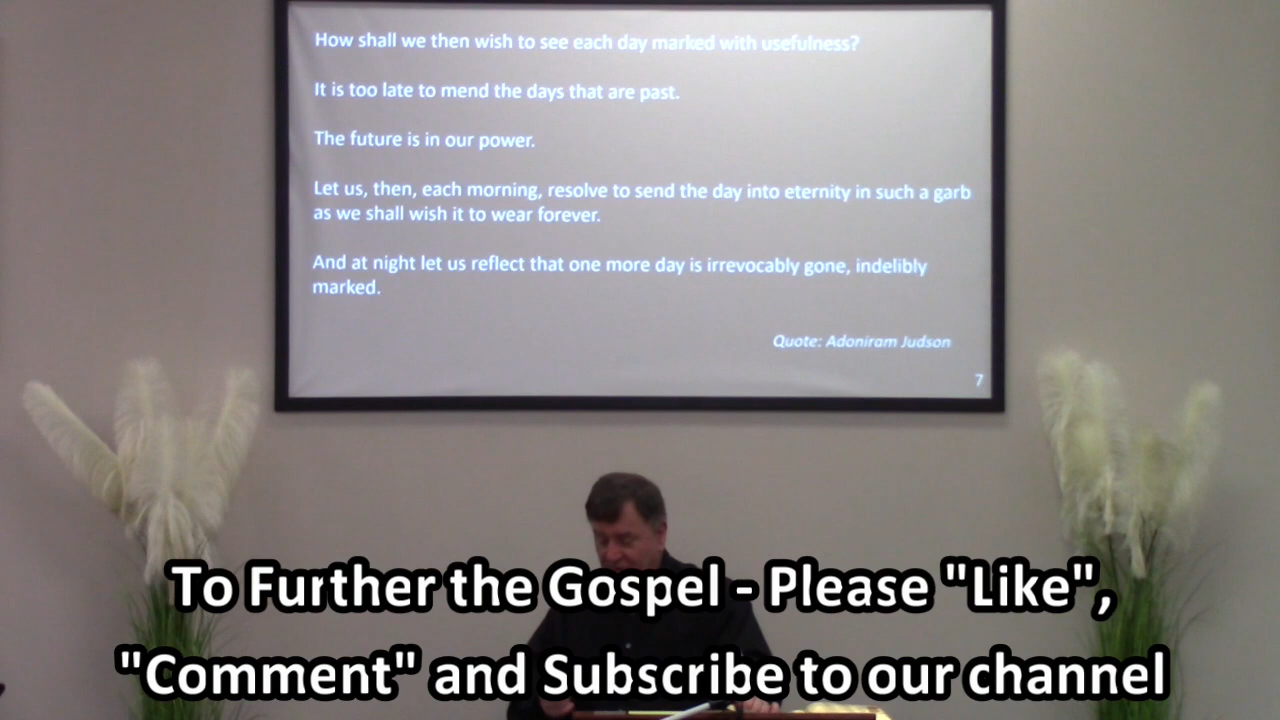 How shall we then wish to see each day marked with usefulness?
It is too late to mend the days that are past.
The future is in our power.
Let us, then, each morning, resolve to send the day into eternity in such a garb
as we shall wish it to wear forever.
And at night let us reflect that one more day is irrevocably gone, indelibly
marked.
Quote: Adoniram Judson
7
To Further the Gospel - Please "Like",
"Comment" and Subscribe to our channel